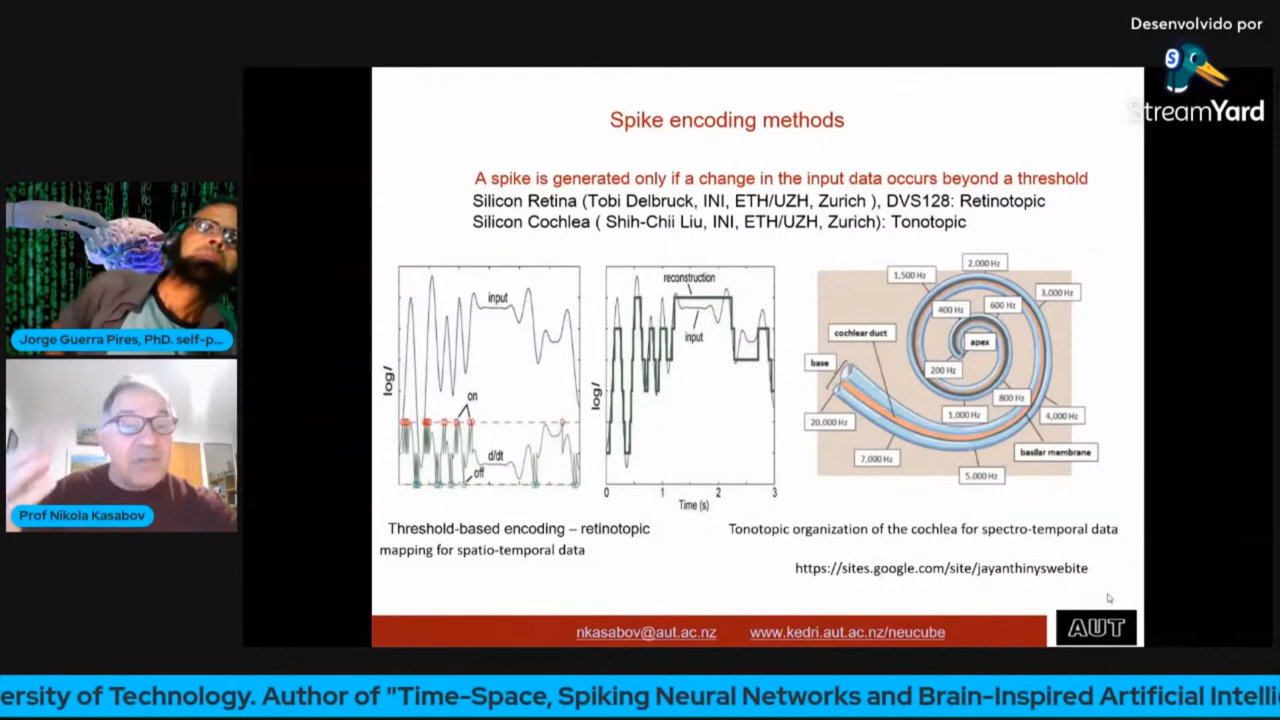 Desenvolvido por
S
StreamYard
Spike encoding methods
A spike is generated only if a change in the input data occurs beyond a threshold
Silicon Retina (Tobi Delbruck, INI, ETH/UZH, Zurich ), DVS128: Retinotopic
Silicon Cochlea ( Shih-Chii Liu, INI, ETH/UZH, Zurich): Tonotopic
input
logI
on
d/dt
off
reconstruction
input
logI
0 1 2 3
Time (s)
2,000 Hz
1,500 Hz
3,000 Hz
400 Hz
600 Hz
cochlear duct
apex
base
200 Hz
800 Hz
1,000 Hz
4,000 Hz
20,000 Hz
basilar membrane
7,000 Hz
5,000 Hz
Threshold-based encoding – retinotopic
mapping for spatio-temporal data
Tonotopic organization of the cochlea for spectro-temporal data
https://sites.google.com/site/jayanthinyswebite
nkasabov@aut.ac.nz www.kedri.aut.ac.nz/neucube
AUT
Jorge Guerra Pires, PhD. self-p...
Prof Nikola Kasabov
ersity of Technology. Author of "Time-Space, Spiking Neural Networks and Brain-Inspired Artificial Intelli